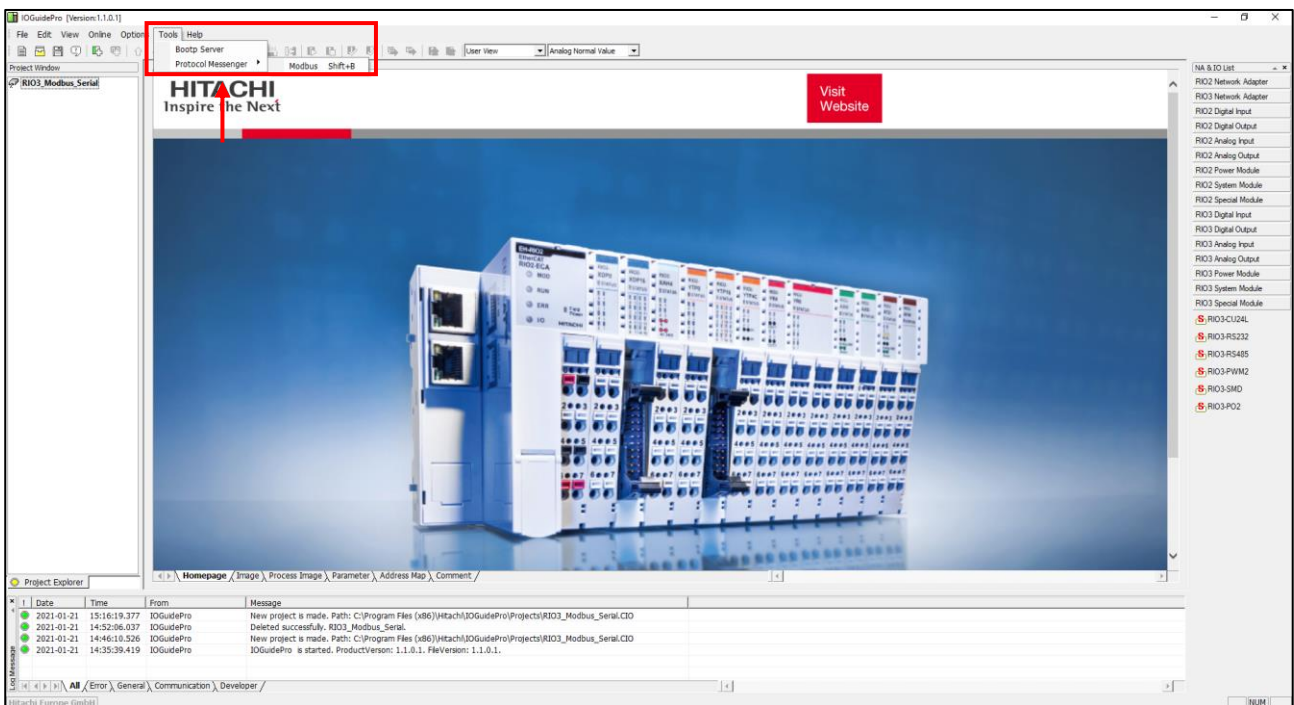 IOGuidePro [Version:1.1.0.1]
File Edit View Online Option Tools Help
Bootp Server
Protocol Messenger
Modbus Shift+B
User View
Analog Normal Value
Project Window
RIO3_Modbus_Serial
HITACHI
Inspire the Next
Visit
Website
NA & IO List
RIO2 Network Adapter
RIO3 Network Adapter
RIO2 Digital Input
RIO2 Digital Output
RIO2 Analog Input
RIO2 Analog Output
RIO2 Power Module
RIO2 System Module
RIO2 Special Module
RIO3 Digital Input
RIO3 Digital Output
RIO3 Analog Input
RIO3 Analog Output
RIO3 Power Module
RIO3 System Module
RIO3 Special Module
RIO3-CU24L
RIO3-RS232
RIO3-RS485
RIO3-PWM2
RIO3-SMD
RIO3-PO2
EH-RIO2
EtherCAT
RIO2-ECA
MOD
RUN
ERR
IO
HITACHI
Project Explorer
Homepage Image Process Image Parameter Address Map Comment
! Date Time From Message
2021-01-21 15:16:19.377 IOGuidePro New project is made. Path: C:\Program Files (x86)\Hitachi\IOGuidePro\Projects\RIO3_Modbus_Serial.CIO
2021-01-21 14:52:06.037 IOGuidePro Deleted successfully. RIO3_Modbus_Serial.
2021-01-21 14:46:10.526 IOGuidePro New project is made. Path: C:\Program Files (x86)\Hitachi\IOGuidePro\Projects\RIO3_Modbus_Serial.CIO
2021-01-21 14:35:39.419 IOGuidePro IOGuidePro is started. ProductVerson: 1.1.0.1. FileVersion: 1.1.0.1.
Log Message
All Error General Communication Developer
Hitachi Europe GmbH
NUM